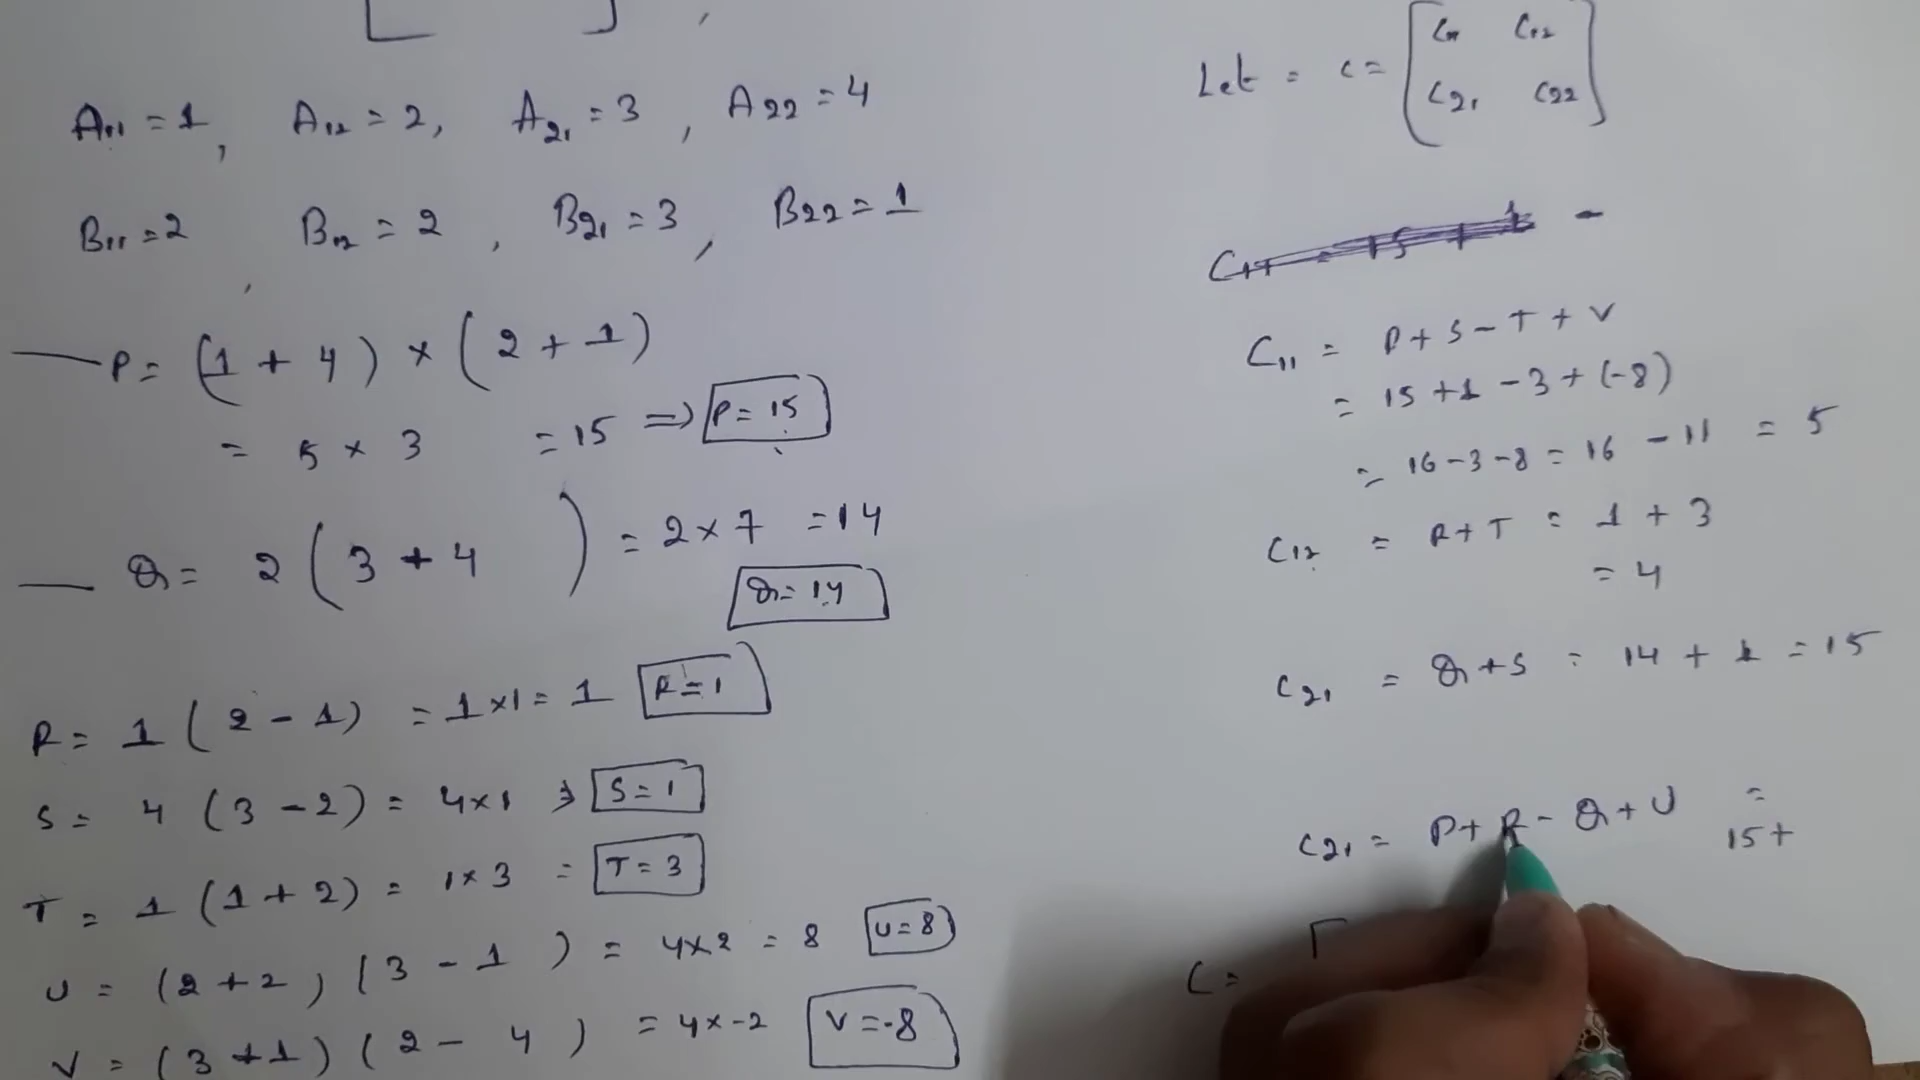 A11 = 1, A12 = 2, A21 = 3, A22 = 4
B11 = 2, B12 = 2, B21 = 3, B22 = 1
P = (1 + 4) × (2 + 1)
= 5 × 3 = 15 ⇒ P = 15
Q = 2 (3 + 4) = 2 × 7 = 14
Q = 14
R = 1 (2 - 1) = 1 × 1 = 1 R = 1
S = 4 (3 - 2) = 4 × 1 ⇒ S = 1
T = 1 (1 + 2) = 1 × 3 = T = 3
U = (2 + 2) (3 - 1) = 4 × 2 = 8 U = 8
V = (3 + 1) (2 - 4) = 4 × -2 V = -8
Let = C =
C11 C12
C21 C22
C11 = 15 + 1 -
C11 = P + S - T + V
= 15 + 1 - 3 + (-8)
= 16 - 3 - 8 = 16 - 11 = 5
C12 = R + T = 1 + 3
= 4
C21 = Q + S = 14 + 1 = 15
C21 = P + R - Q + U =
15 +
C =